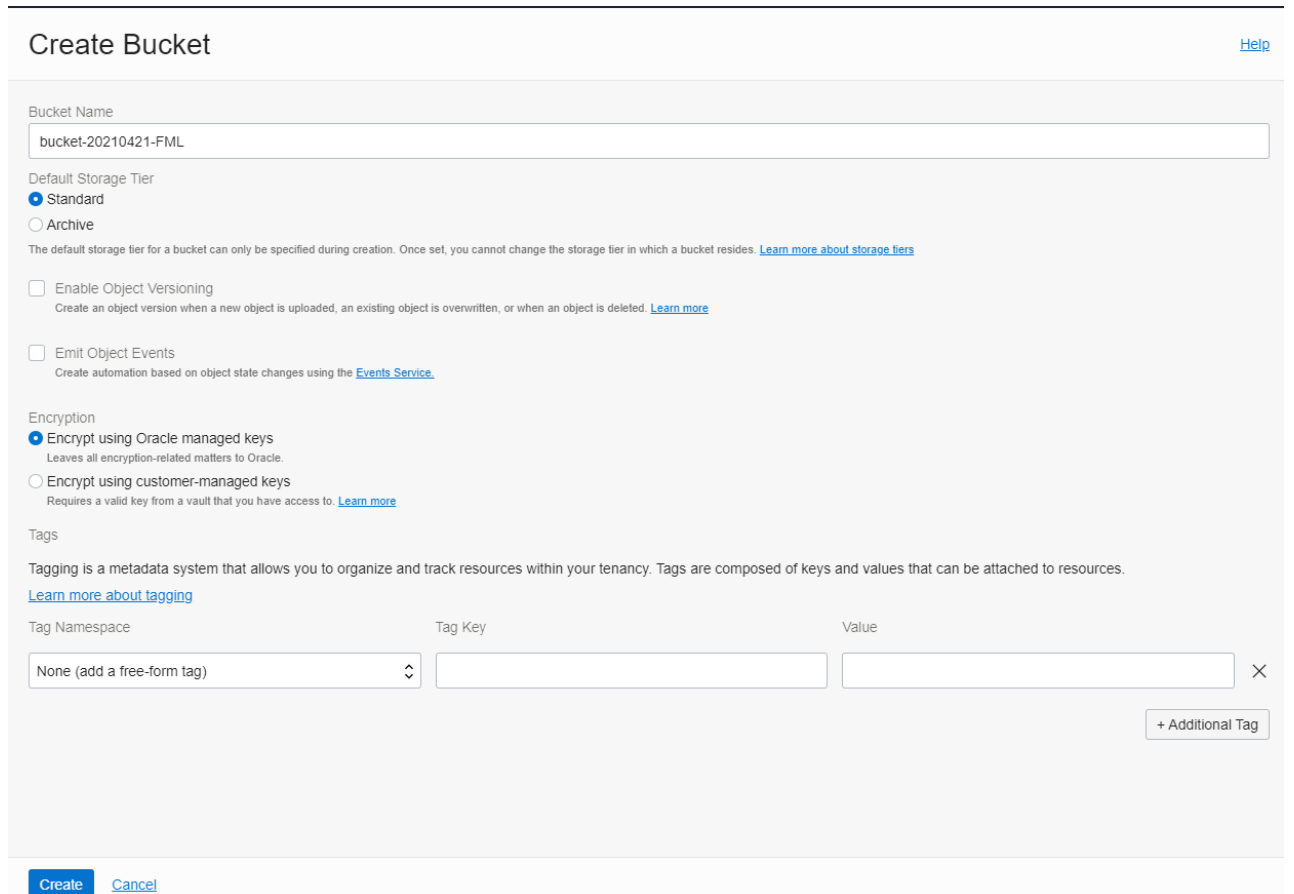 Create Bucket
Help
Bucket Name
bucket-20210421-FML
Default Storage Tier
Standard
Archive
The default storage tier for a bucket can only be specified during creation. Once set, you cannot change the storage tier in which a bucket resides. Learn more about storage tiers
Enable Object Versioning
Create an object version when a new object is uploaded, an existing object is overwritten, or when an object is deleted. Learn more
Emit Object Events
Create automation based on object state changes using the Events Service.
Encryption
Encrypt using Oracle managed keys
Leaves all encryption-related matters to Oracle.
Encrypt using customer-managed keys
Requires a valid key from a vault that you have access to. Learn more
Tags
Tagging is a metadata system that allows you to organize and track resources within your tenancy. Tags are composed of keys and values that can be attached to resources.
Learn more about tagging
Tag Namespace Tag Key Value
None (add a free-form tag)
+ Additional Tag
Create Cancel